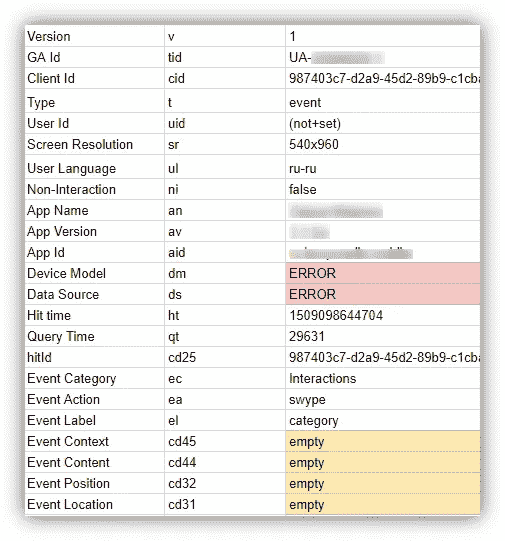 Version v 1
GA Id tid UA-
Client Id cid 987403c7-d2a9-45d2-89b9-c1cba
Type t event
User Id uid (not+set)
Screen Resolution sr 540x960
User Language ul ru-ru
Non-Interaction ni false
App Name an
App Version av
App Id aid
Device Model dm ERROR
Data Source ds ERROR
Hit time ht 1509098644704
Query Time qt 29631
hitId cd25 987403c7-d2a9-45d2-89b9-c1cba
Event Category ec Interactions
Event Action ea swype
Event Label el category
Event Context cd45 empty
Event Content cd44 empty
Event Position cd32 empty
Event Location cd31 empty